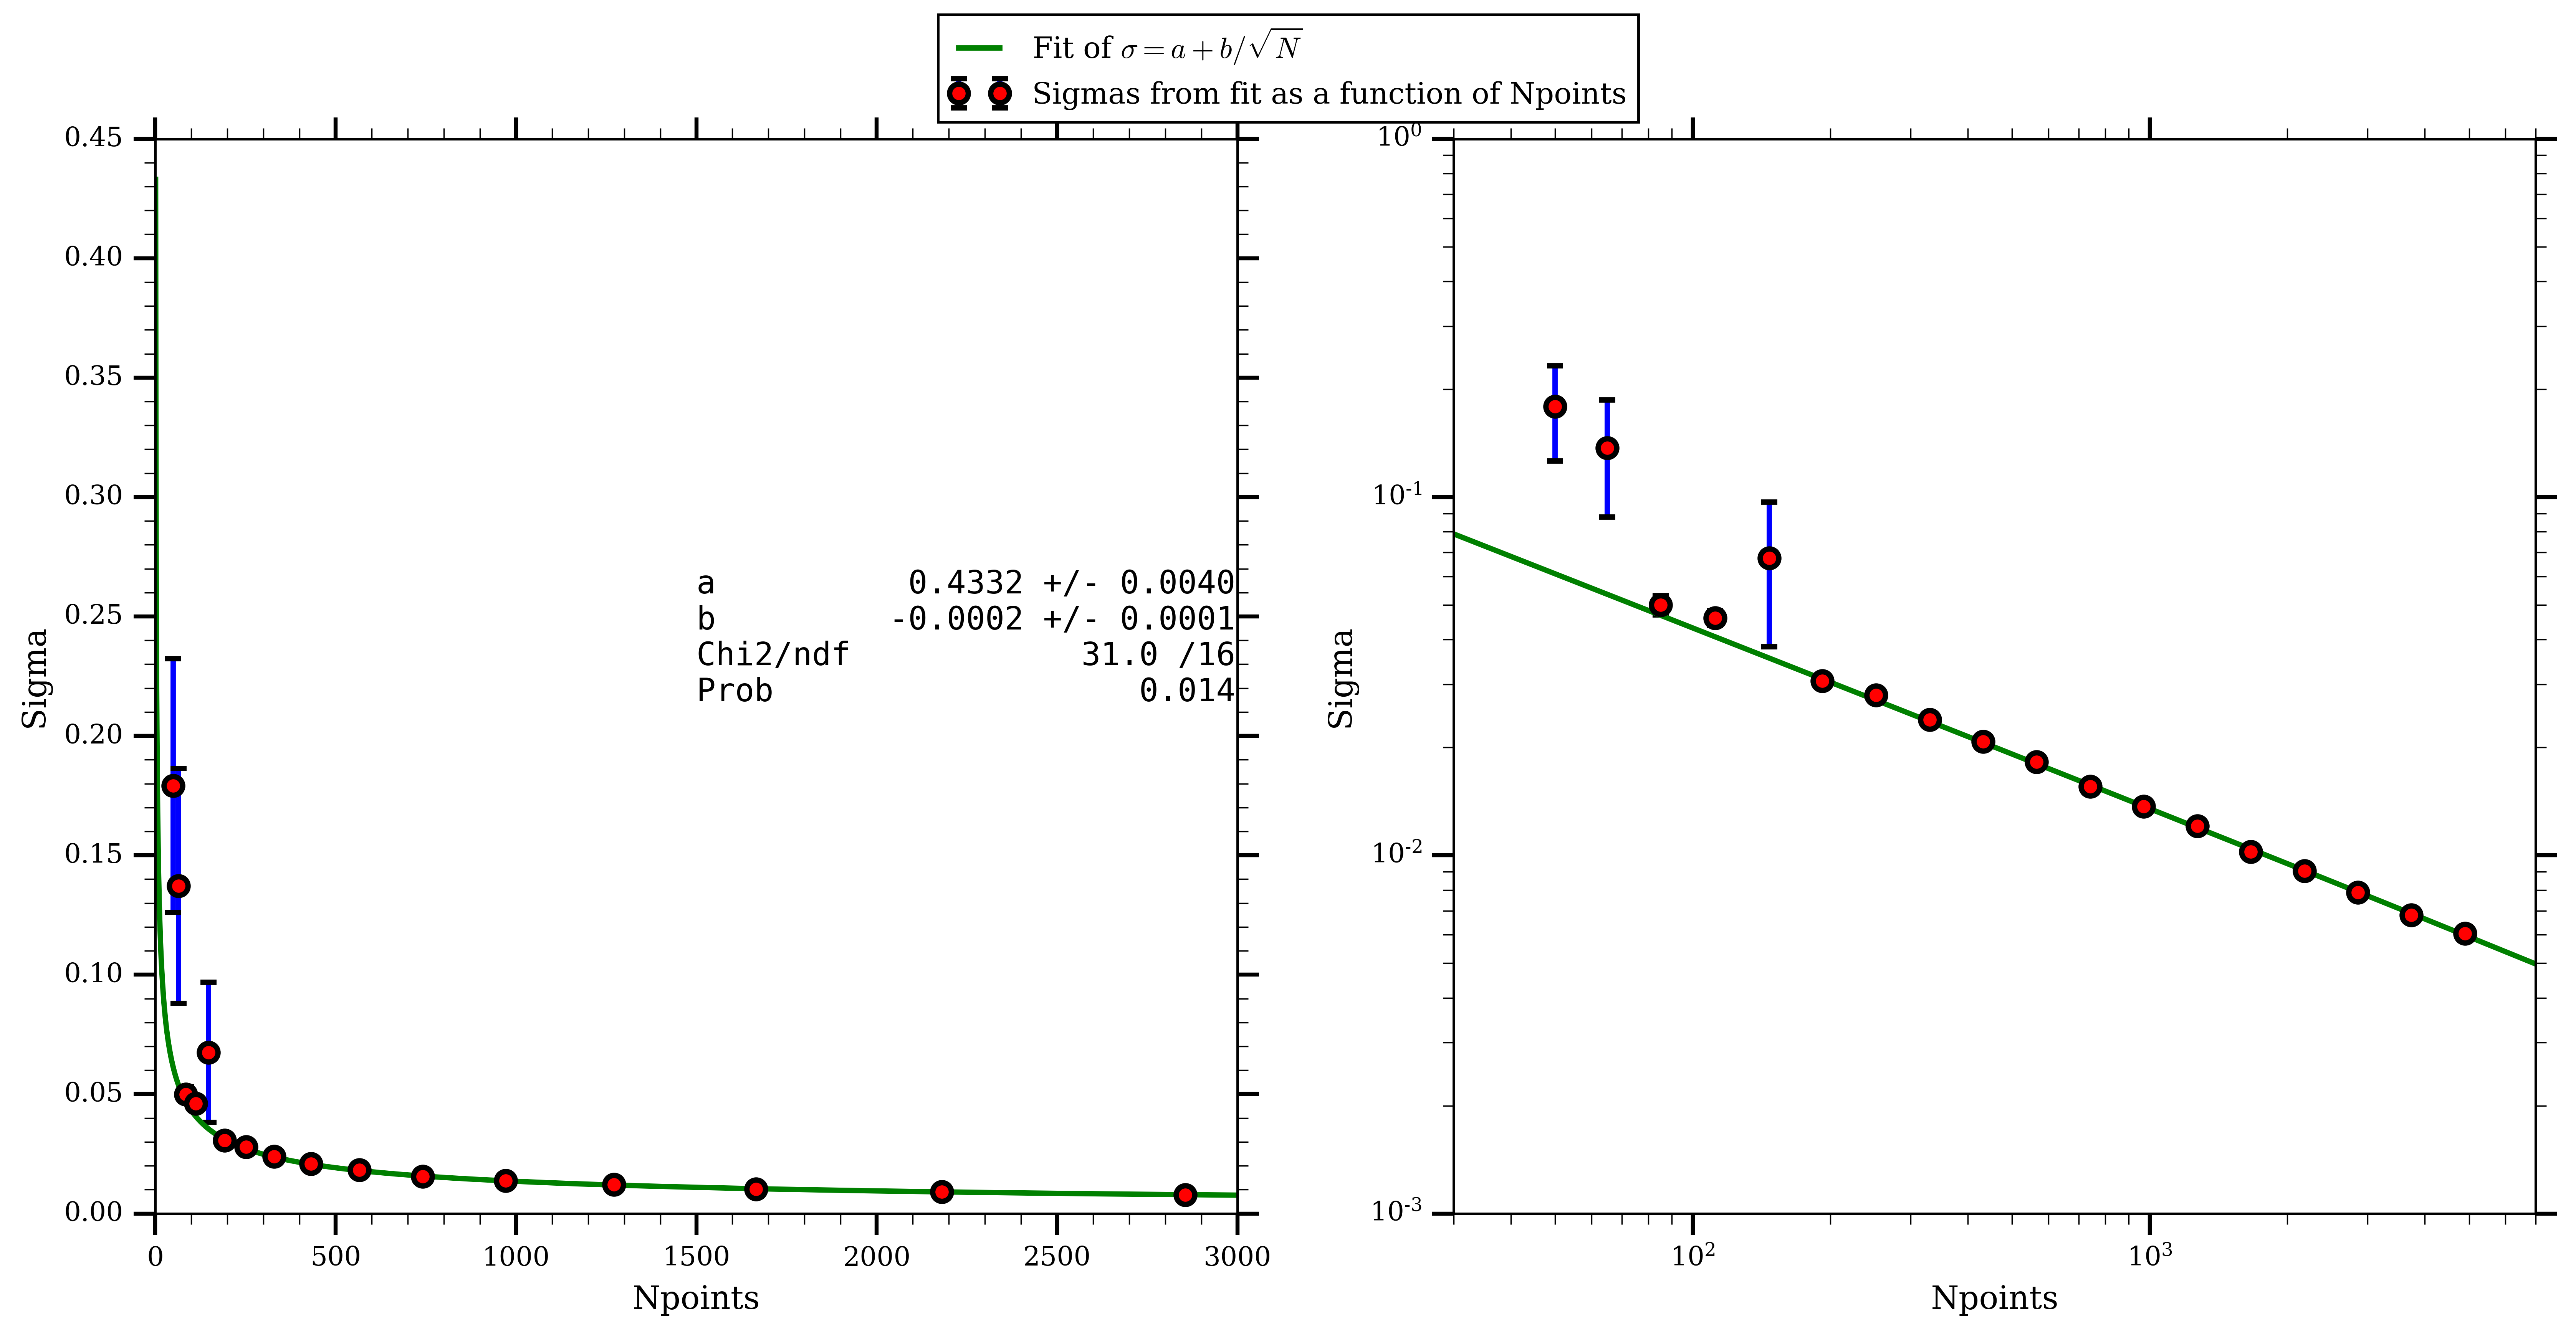 Fit of σ = a + b/√N
Sigmas from fit as a function of Npoints
0.45
0.40
0.35
0.30
0.25
0.20
0.15
0.10
0.05
0.00
Sigma
a 0.4332 +/- 0.0040
b -0.0002 +/- 0.0001
Chi2/ndf 31.0 /16
Prob 0.014
0 500 1000 1500 2000 2500 3000
Npoints
10⁰
10⁻¹
10⁻²
10⁻³
Sigma
10² 10³
Npoints